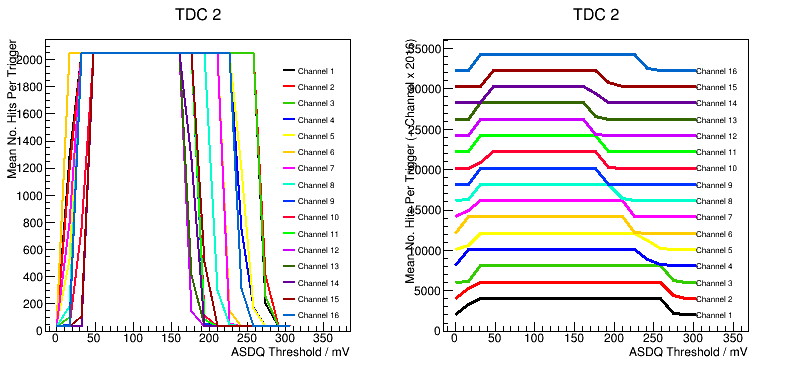 TDC 2
Mean No. Hits Per Trigger
2000
1800
1600
1400
1200
1000
800
600
400
200
0
0 50 100 150 200 250 300 350
ASDQ Threshold / mV
Channel 1
Channel 2
Channel 3
Channel 4
Channel 5
Channel 6
Channel 7
Channel 8
Channel 9
Channel 10
Channel 11
Channel 12
Channel 13
Channel 14
Channel 15
Channel 16
TDC 2
Mean No. Hits Per Trigger (+ Channel x
35000
30000
25000
20000
15000
10000
5000
0
0 50 100 150 200 250 300 350
ASDQ Threshold / mV
Channel 16
Channel 15
Channel 14
Channel 13
Channel 12
Channel 11
Channel 10
Channel 9
Channel 8
Channel 7
Channel 6
Channel 5
Channel 4
Channel 3
Channel 2
Channel 1